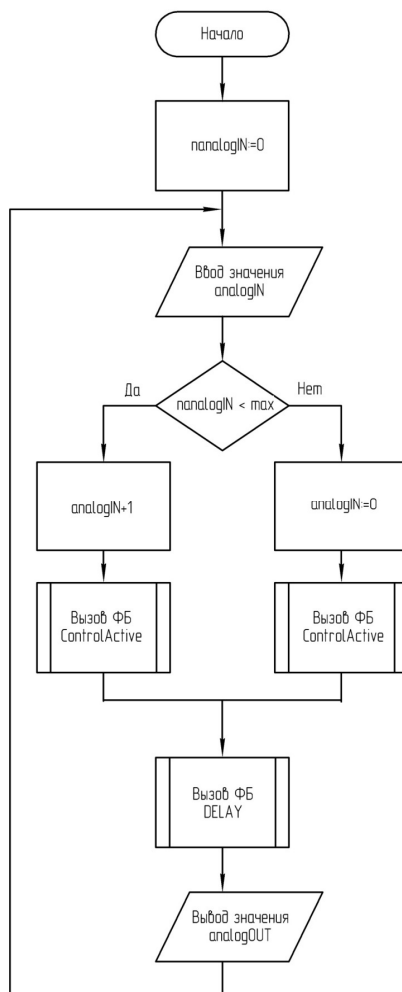 Начало
nanalogIN:=0
Ввод значения
analogIN
nanalogIN < max
Да
Нет
analogIN+1
analogIN:=0
Вызов ФБ
ControlActive
Вызов ФБ
ControlActive
Вызов ФБ
DELAY
Вывод значения
analogOUT